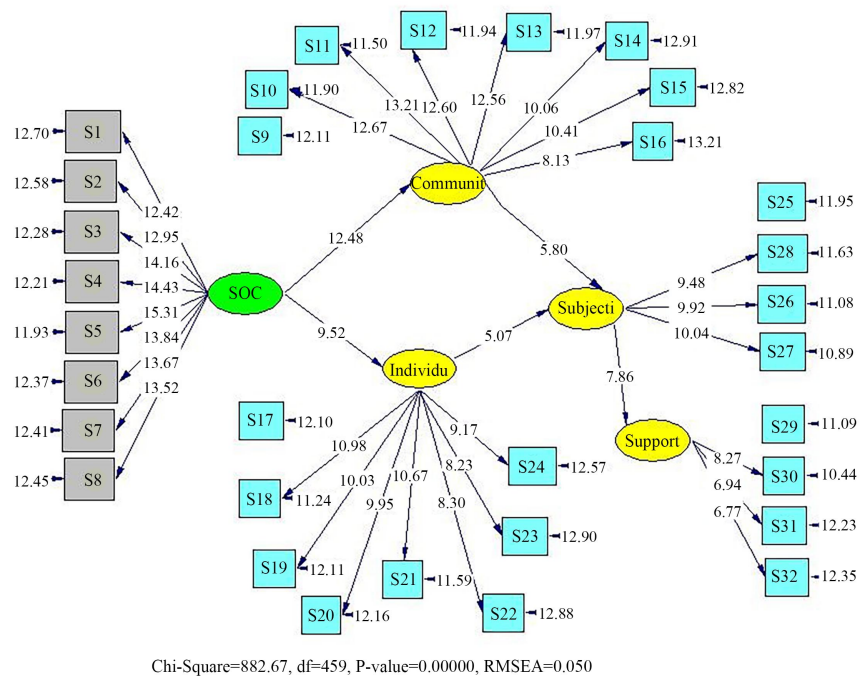 S12 11.94
S13 11.97
S11 11.50
S14 12.91
S10 11.90
S15 12.82
13.21 12.60 12.56 10.06
12.70 S1
S9 12.11
12.67 10.41
S16 13.21
8.13
12.58 S2
Communit
S25 11.95
12.42
12.28 S3
12.95
12.48
5.80
S28 11.63
14.16
12.21 S4
14.43
SOC
9.48
S26 11.08
15.31
Subjecti
9.92
11.93 S5
13.84
9.52
5.07
10.04
S27 10.89
13.67
12.37 S6
13.52
Individu
7.86
12.41 S7
S17 12.10
9.17
S29 11.09
Support
10.98
8.27
12.45 S8
10.03
10.67
8.23
S24 12.57
S30 10.44
6.94
S18 11.24
9.95
8.30
6.77
S31 12.23
S23 12.90
S19 12.11
S21 11.59
S32 12.35
S20 12.16
S22 12.88
Chi-Square=882.67, df=459, P-value=0.00000, RMSEA=0.050